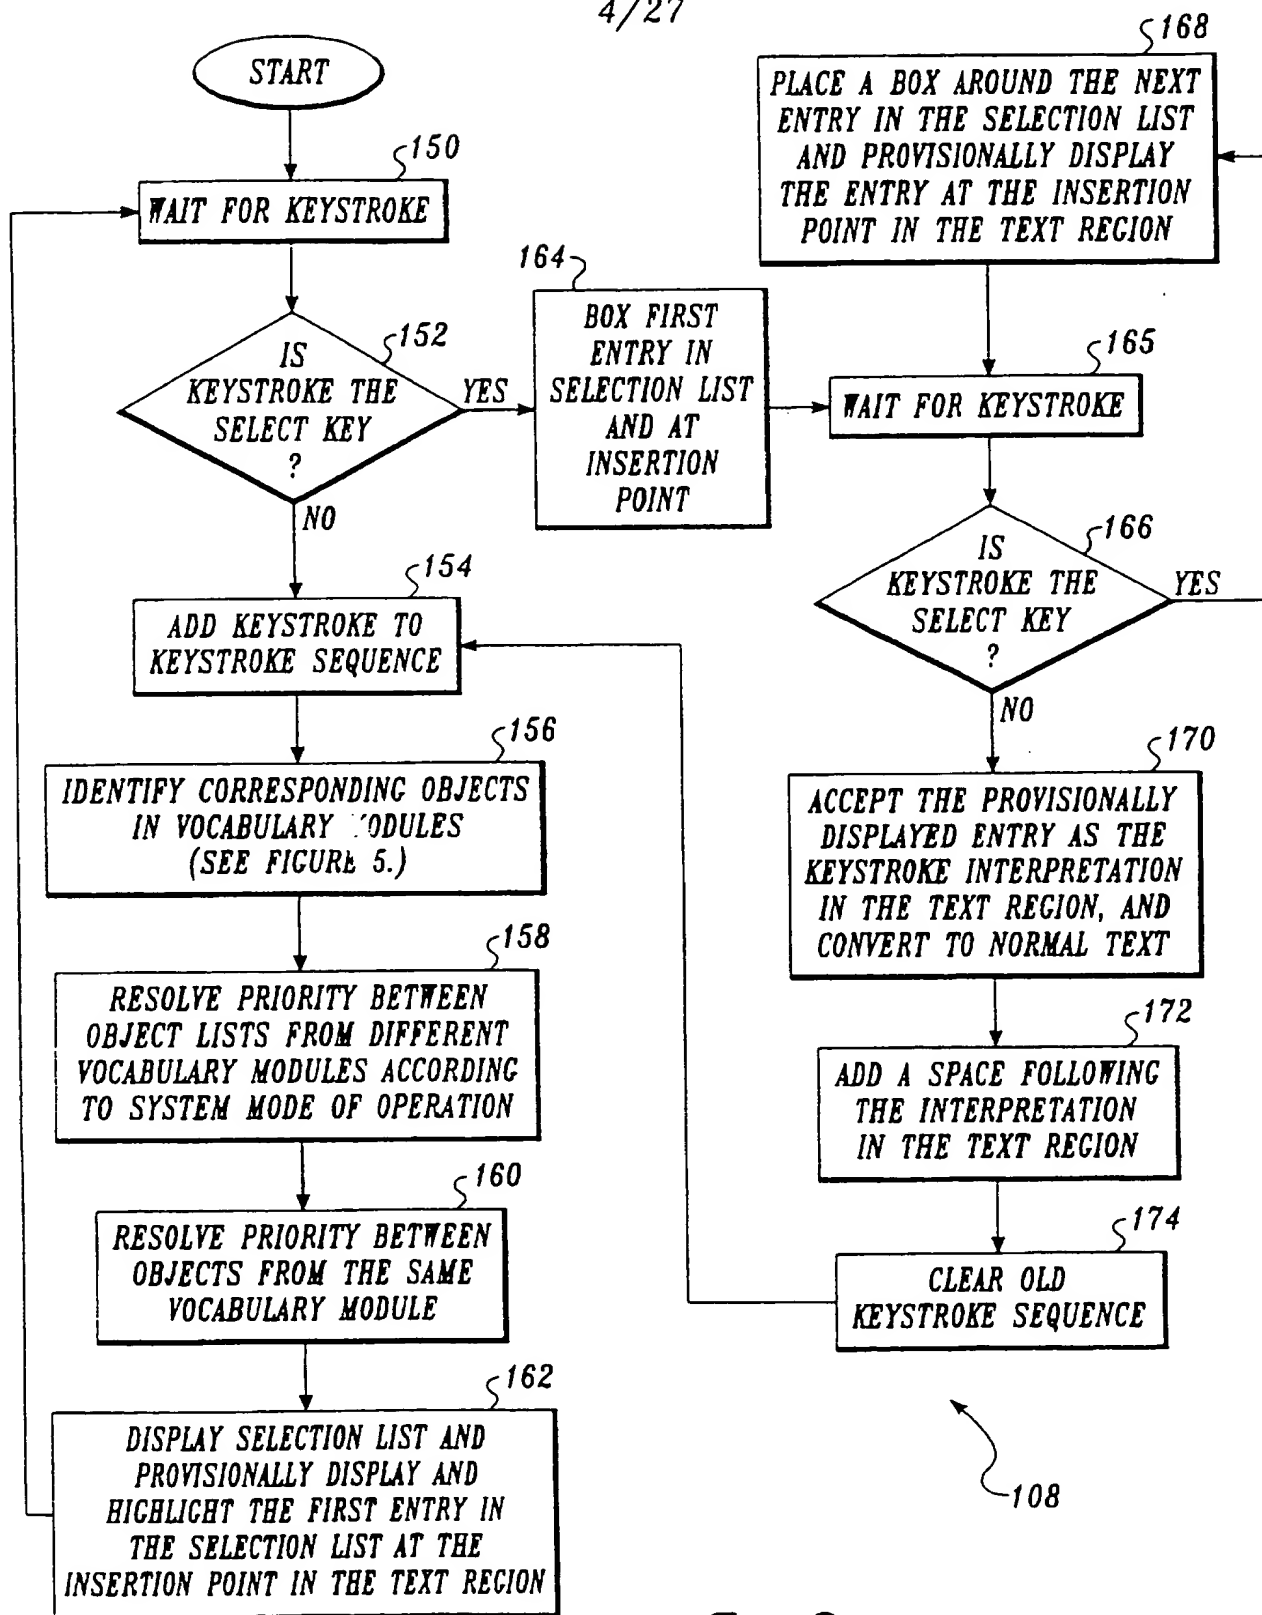 4/27
START
150
WAIT FOR KEYSTROKE
152
IS
KEYSTROKE THE
SELECT KEY
?
YES
NO
164
BOX FIRST
ENTRY IN
SELECTION LIST
AND AT
INSERTION
POINT
154
ADD KEYSTROKE TO
KEYSTROKE SEQUENCE
156
IDENTIFY CORRESPONDING OBJECTS
IN VOCABULARY ODULES
(SEE FIGURE 5.)
158
RESOLVE PRIORITY BETWEEN
OBJECT LISTS FROM DIFFERENT
VOCABULARY MODULES ACCORDING
TO SYSTEM MODE OF OPERATION
160
RESOLVE PRIORITY BETWEEN
OBJECTS FROM THE SAME
VOCABULARY MODULE
162
DISPLAY SELECTION LIST AND
PROVISIONALLY DISPLAY AND
HIGHLIGHT THE FIRST ENTRY IN
THE SELECTION LIST AT THE
INSERTION POINT IN THE TEXT REGION
168
PLACE A BOX AROUND THE NEXT
ENTRY IN THE SELECTION LIST
AND PROVISIONALLY DISPLAY
THE ENTRY AT THE INSERTION
POINT IN THE TEXT REGION
165
WAIT FOR KEYSTROKE
166
IS
KEYSTROKE THE
SELECT KEY
?
YES
NO
170
ACCEPT THE PROVISIONALLY
DISPLAYED ENTRY AS THE
KEYSTROKE INTERPRETATION
IN THE TEXT REGION, AND
CONVERT TO NORMAL TEXT
172
ADD A SPACE FOLLOWING
THE INTERPRETATION
IN THE TEXT REGION
174
CLEAR OLD
KEYSTROKE SEQUENCE
108